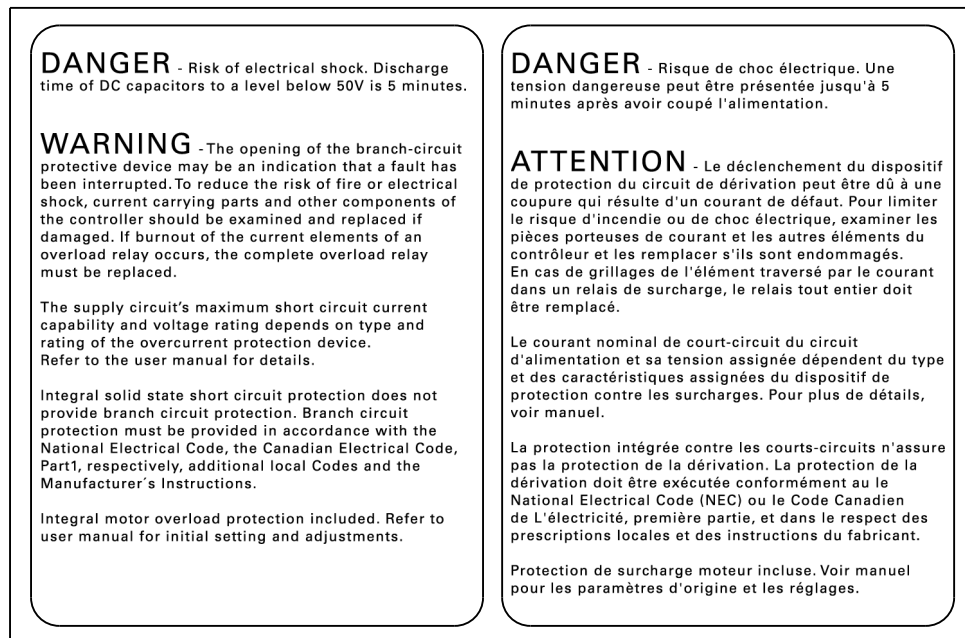 DANGER - Risk of electrical shock. Discharge
time of DC capacitors to a level below 50V is 5 minutes.
WARNING - The opening of the branch-circuit
protective device may be an indication that a fault has
been interrupted. To reduce the risk of fire or electrical
shock, current carrying parts and other components of
the controller should be examined and replaced if
damaged. If burnout of the current elements of an
overload relay occurs, the complete overload relay
must be replaced.
The supply circuit's maximum short circuit current
capability and voltage rating depends on type and
rating of the overcurrent protection device.
Refer to the user manual for details.
Integral solid state short circuit protection does not
provide branch circuit protection. Branch circuit
protection must be provided in accordance with the
National Electrical Code, the Canadian Electrical Code,
Part1, respectively, additional local Codes and the
Manufacturer´s Instructions.
Integral motor overload protection included. Refer to
user manual for initial setting and adjustments.
DANGER - Risque de choc électrique. Une
tension dangereuse peut être présentée jusqu'à 5
minutes après avoir coupé l'alimentation.
ATTENTION - Le déclenchement du dispositif
de protection du circuit de dérivation peut être dû à une
coupure qui résulte d'un courant de défaut. Pour limiter
le risque d'incendie ou de choc électrique, examiner les
pièces porteuses de courant et les autres éléments du
contrôleur et les remplacer s'ils sont endommagés.
En cas de grillages de l'élément traversé par le courant
dans un relais de surcharge, le relais tout entier doit
être remplacé.
Le courant nominal de court-circuit du circuit
d'alimentation et sa tension assignée dépendent du type
et des caractéristiques assignées du dispositif de
protection contre les surcharges. Pour plus de détails,
voir manuel.
La protection intégrée contre les courts-circuits n'assure
pas la protection de la dérivation. La protection de la
dérivation doit être exécutée conformément au le
National Electrical Code (NEC) ou le Code Canadien
de L'électricité, première partie, et dans le respect des
prescriptions locales et des instructions du fabricant.
Protection de surcharge moteur incluse. Voir manuel
pour les paramètres d'origine et les réglages.